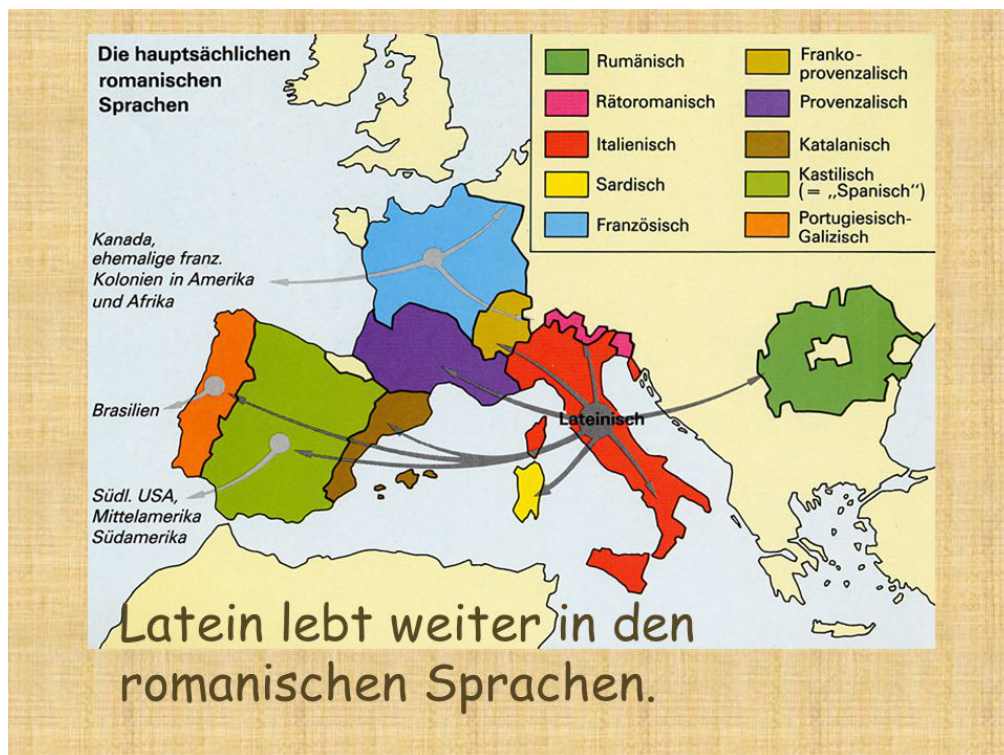 Die hauptsächlichen
romanischen
Sprachen
Rumänisch
Rätoromanisch
Italienisch
Sardisch
Französisch
Franko-
provenzalisch
Provenzalisch
Katalanisch
Kastilisch
(= „Spanisch“)
Portugiesisch-
Galizisch
Kanada,
ehemalige franz.
Kolonien in Amerika
und Afrika
Brasilien
Lateinisch
Südl. USA,
Mittelamerika
Südamerika
Latein lebt weiter in den
romanischen Sprachen.